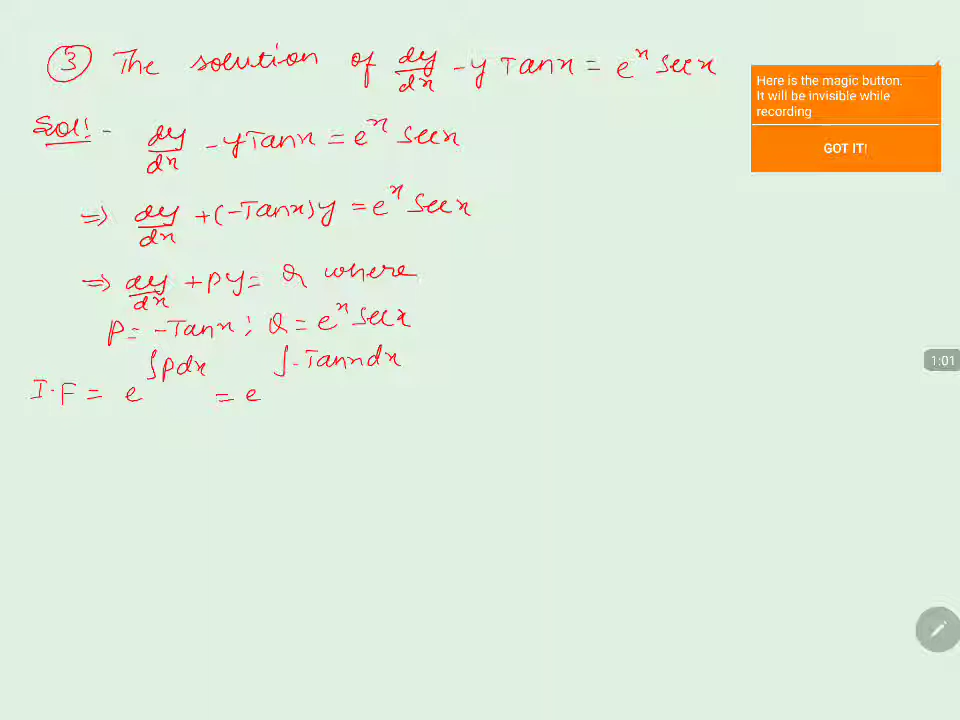 ③ The solution of dy/dx - y Tanx = e^x secx
Sol:- dy/dx - yTanx = e^x secx
⇒ dy/dx + (-Tanx)y = e^x secx
⇒ dy/dx + Py = Q where
P = -Tanx ; Q = e^x secx
I.F = e^∫Pdx = e^∫-Tanxdx
Here is the magic button.
It will be invisible while
recording
GOT IT!
1:01